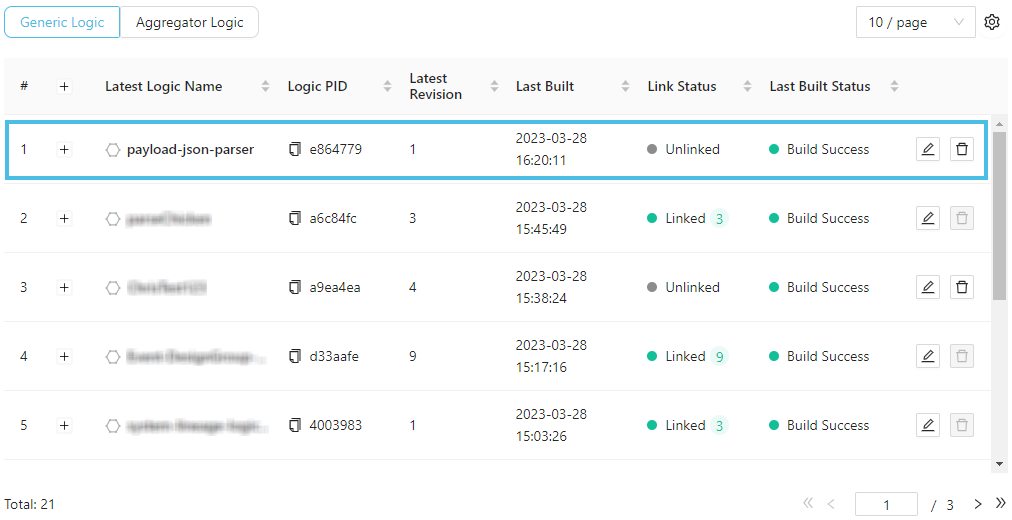 Generic Logic Aggregator Logic 10 / page
# + Latest Logic Name Logic PID Latest Revision Last Built Link Status Last Built Status
1 + payload-json-parser e864779 1 2023-03-28 16:20:11 Unlinked Build Success
2 + a6c84fc 3 2023-03-28 15:45:49 Linked 3 Build Success
3 + a9ea4ea 4 2023-03-28 15:38:24 Unlinked Build Success
4 + d33aafe 9 2023-03-28 15:17:16 Linked 9 Build Success
5 + 4003983 1 2023-03-28 15:03:26 Linked 3 Build Success
Total: 21 « < 1 / 3 > »